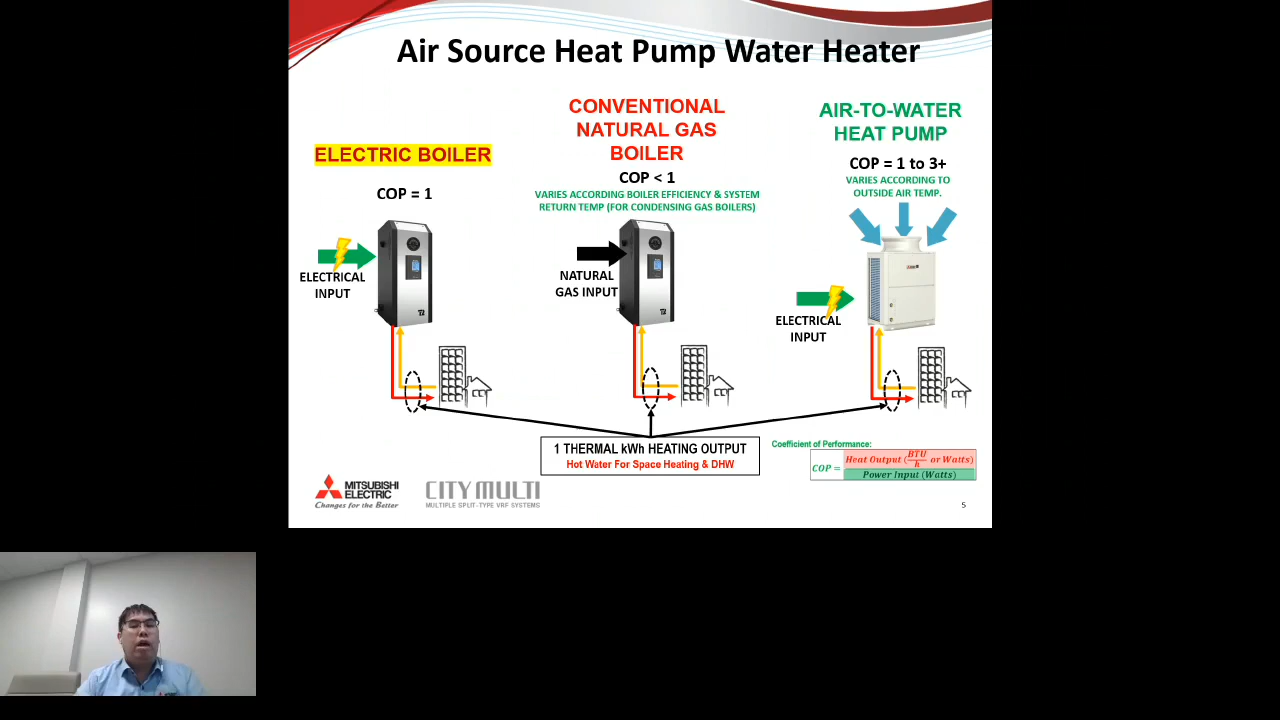 Air Source Heat Pump Water Heater
ELECTRIC BOILER
COP = 1
ELECTRICAL
INPUT
CONVENTIONAL
NATURAL GAS
BOILER
COP < 1
VARIES ACCORDING BOILER EFFICIENCY & SYSTEM
RETURN TEMP (FOR CONDENSING GAS BOILERS)
NATURAL
GAS INPUT
AIR-TO-WATER
HEAT PUMP
COP = 1 to 3+
VARIES ACCORDING TO
OUTSIDE AIR TEMP.
ELECTRICAL
INPUT
1 THERMAL kWh HEATING OUTPUT
Hot Water For Space Heating & DHW
Coefficient of Performance:
COP = Heat Output (BTU/h or Watts)
Power Input (Watts)
MITSUBISHI
ELECTRIC
Changes for the Better
CITY MULTI
MULTIPLE SPLIT-TYPE VRF SYSTEMS
5